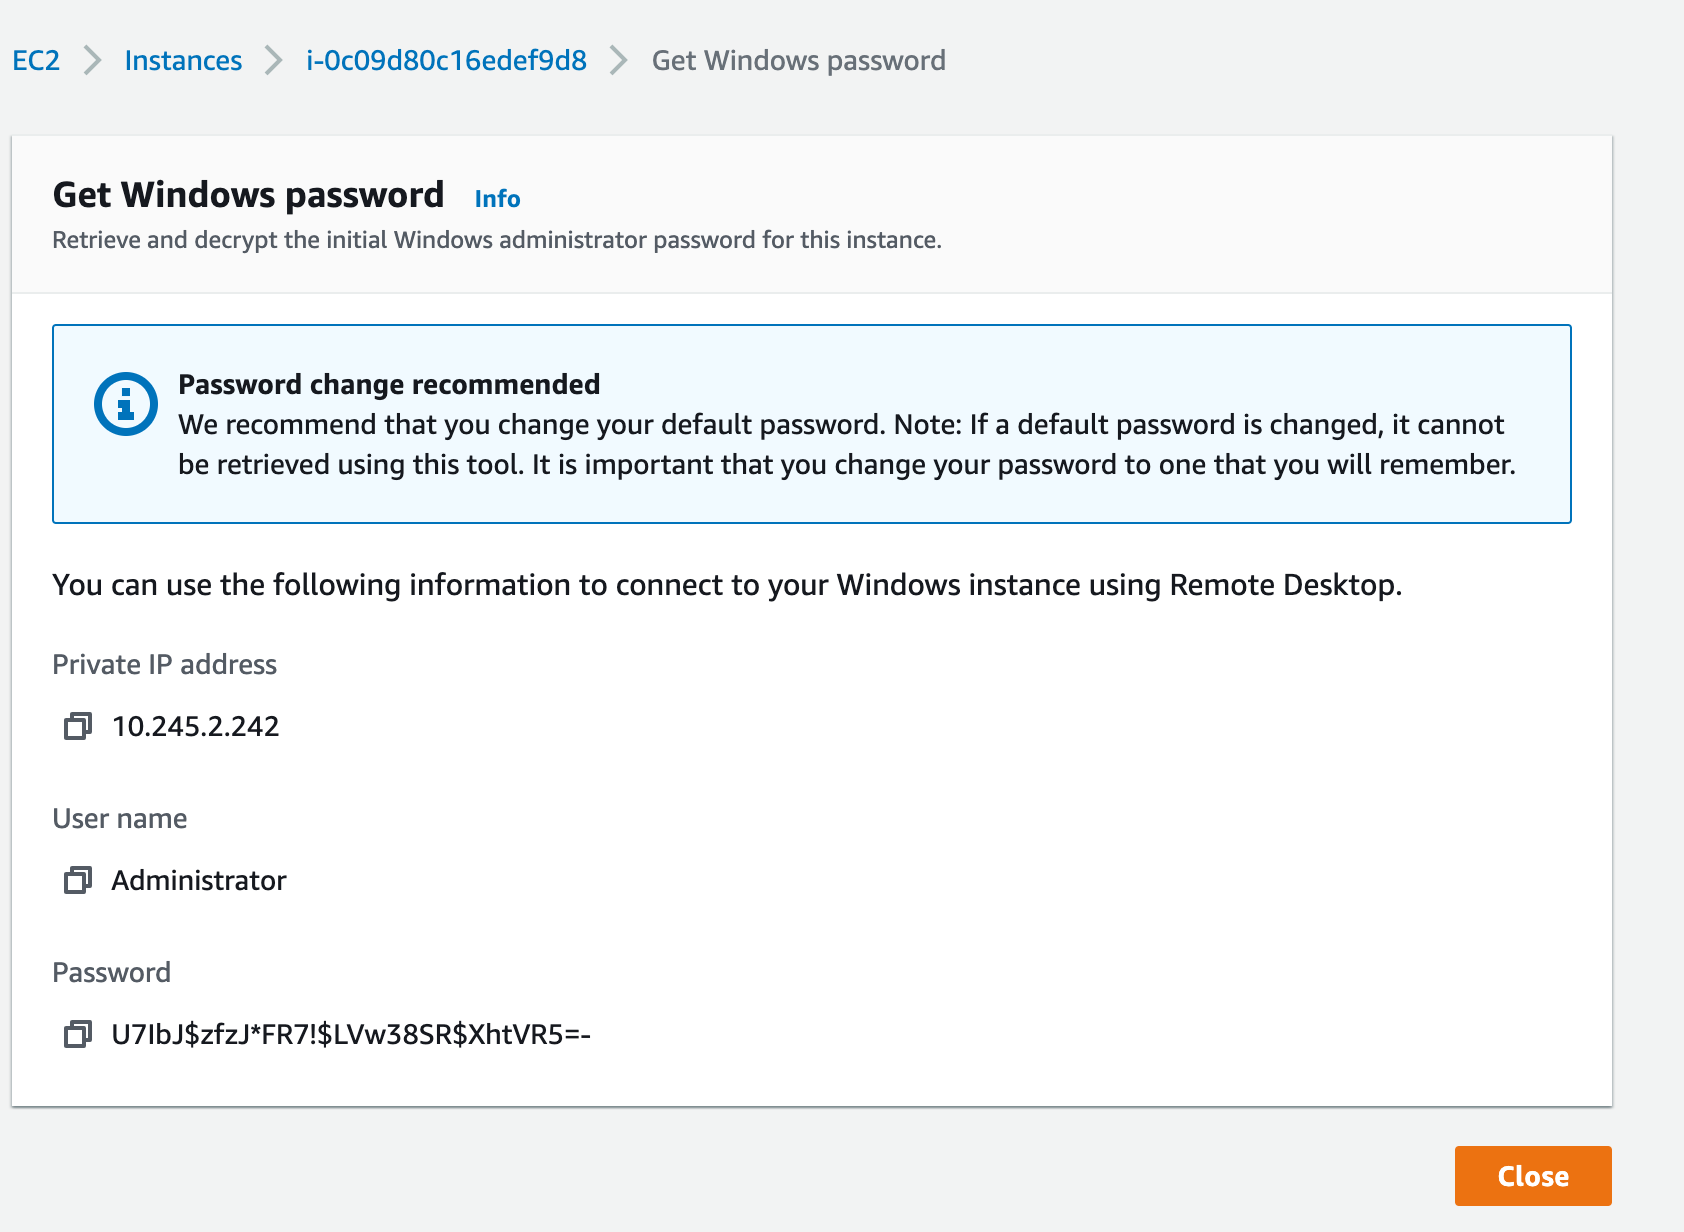 EC2 > Instances > i-0c09d80c16edef9d8 > Get Windows password
Get Windows password Info
Retrieve and decrypt the initial Windows administrator password for this instance.
Password change recommended
We recommend that you change your default password. Note: If a default password is changed, it cannot
be retrieved using this tool. It is important that you change your password to one that you will remember.
You can use the following information to connect to your Windows instance using Remote Desktop.
Private IP address
10.245.2.242
User name
Administrator
Password
U7IbJ$zfzJ*FR7!$LVw38SR$XhtVR5=-
Close